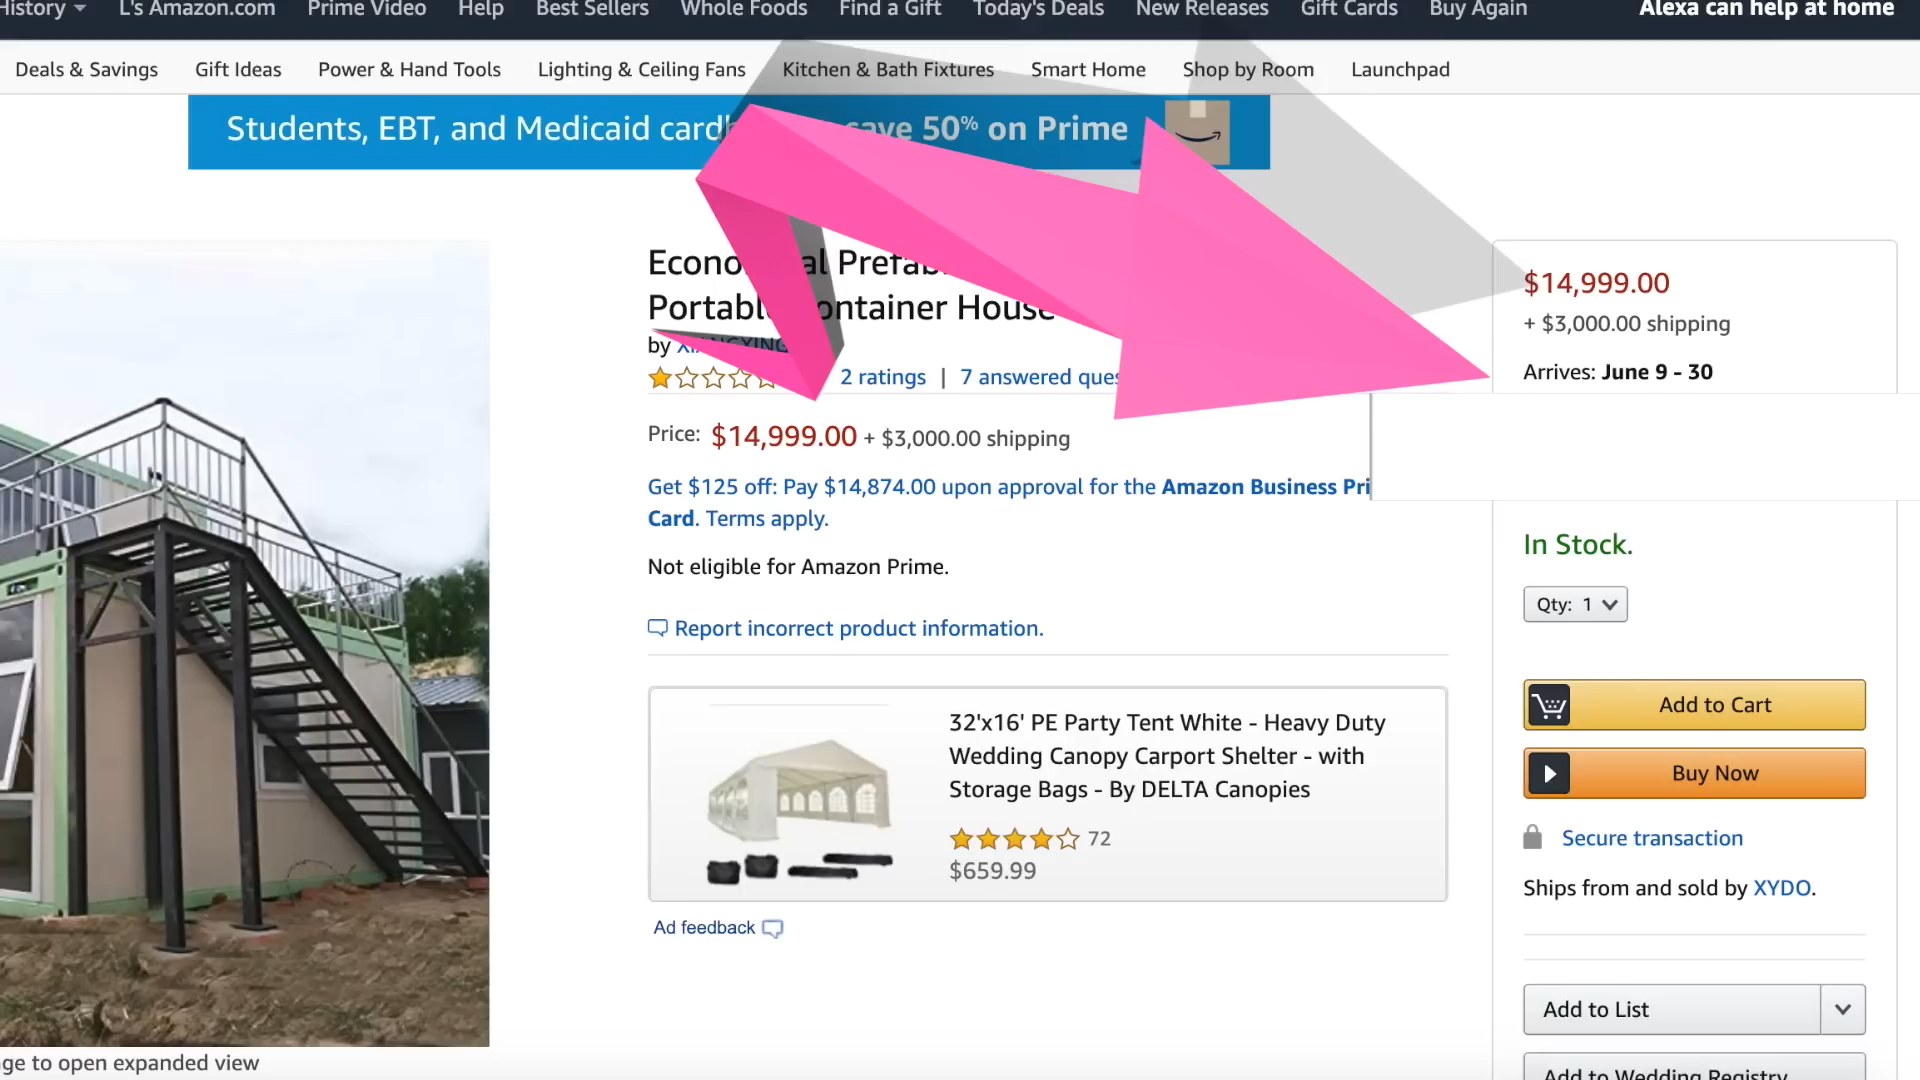 History
L's Amazon.com
Prime Video
Help
Best Sellers
Whole Foods
Find a Gift
Today's Deals
New Releases
Gift Cards
Buy Again
Alexa can help at home
Deals & Savings
Gift Ideas
Power & Hand Tools
Lighting & Ceiling Fans
Kitchen & Bath Fixtures
Smart Home
Shop by Room
Launchpad
Students, EBT, and Medicaid save 50% on Prime
Portable Container House
by
2 ratings | 7 answered
Price: $14,999.00 + $3,000.00 shipping
Get $125 off: Pay $14,874.00 upon approval for the Amazon Business
Card. Terms apply.
Not eligible for Amazon Prime.
Report incorrect product information.
32'x16' PE Party Tent White - Heavy Duty
Wedding Canopy Carport Shelter - with
Storage Bags - By DELTA Canopies
72
$659.99
Ad feedback
$14,999.00
+ $3,000.00 shipping
Arrives: June 9 - 30
In Stock.
Qty: 1
Add to Cart
Buy Now
Secure transaction
Ships from and sold by XYDO.
Add to List
Add to Wedding Registry
to open expanded view